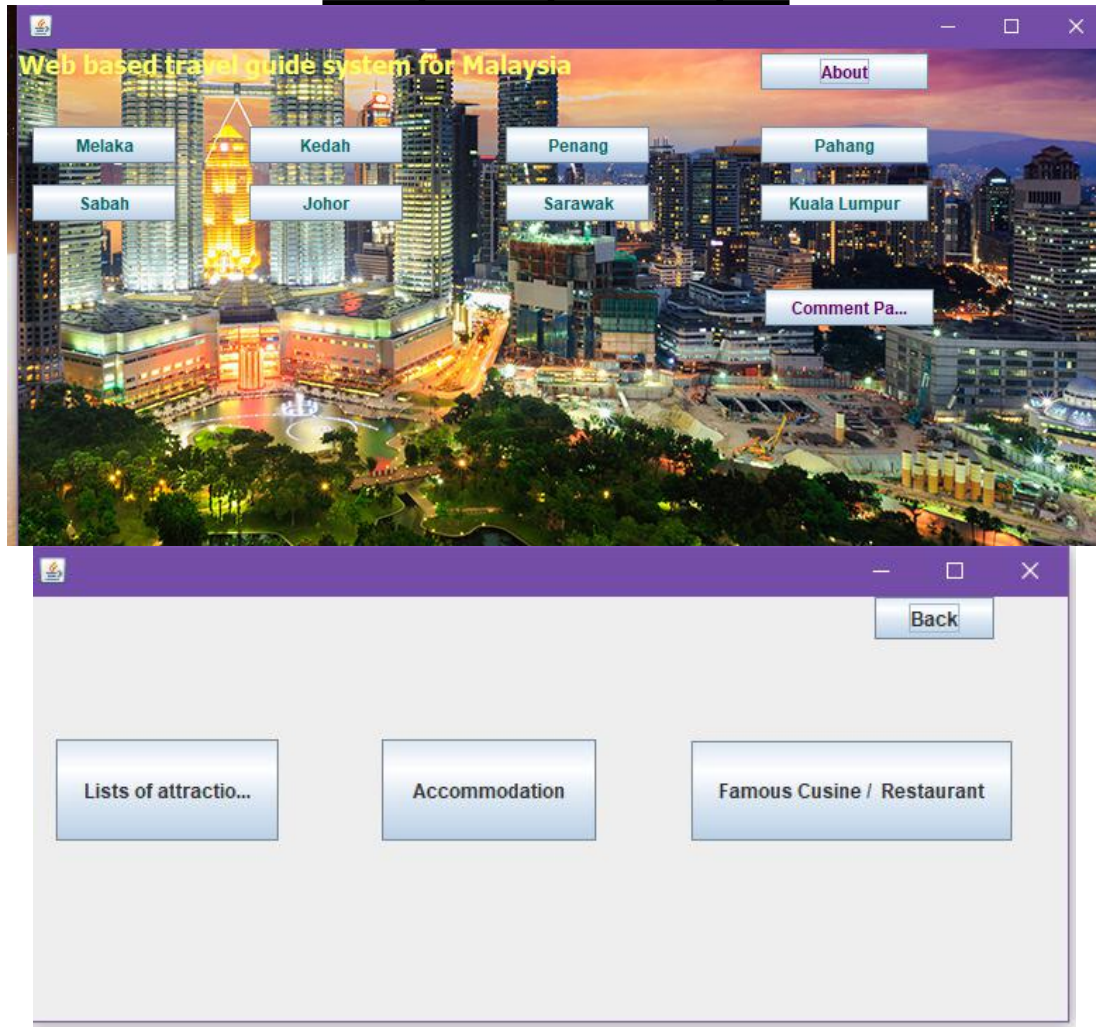 Web based travel guide system for Malaysia
About
Melaka Kedah Penang Pahang
Sabah Johor Sarawak Kuala Lumpur
Comment Pa...
Back
Lists of attractio... Accommodation Famous Cusine / Restaurant